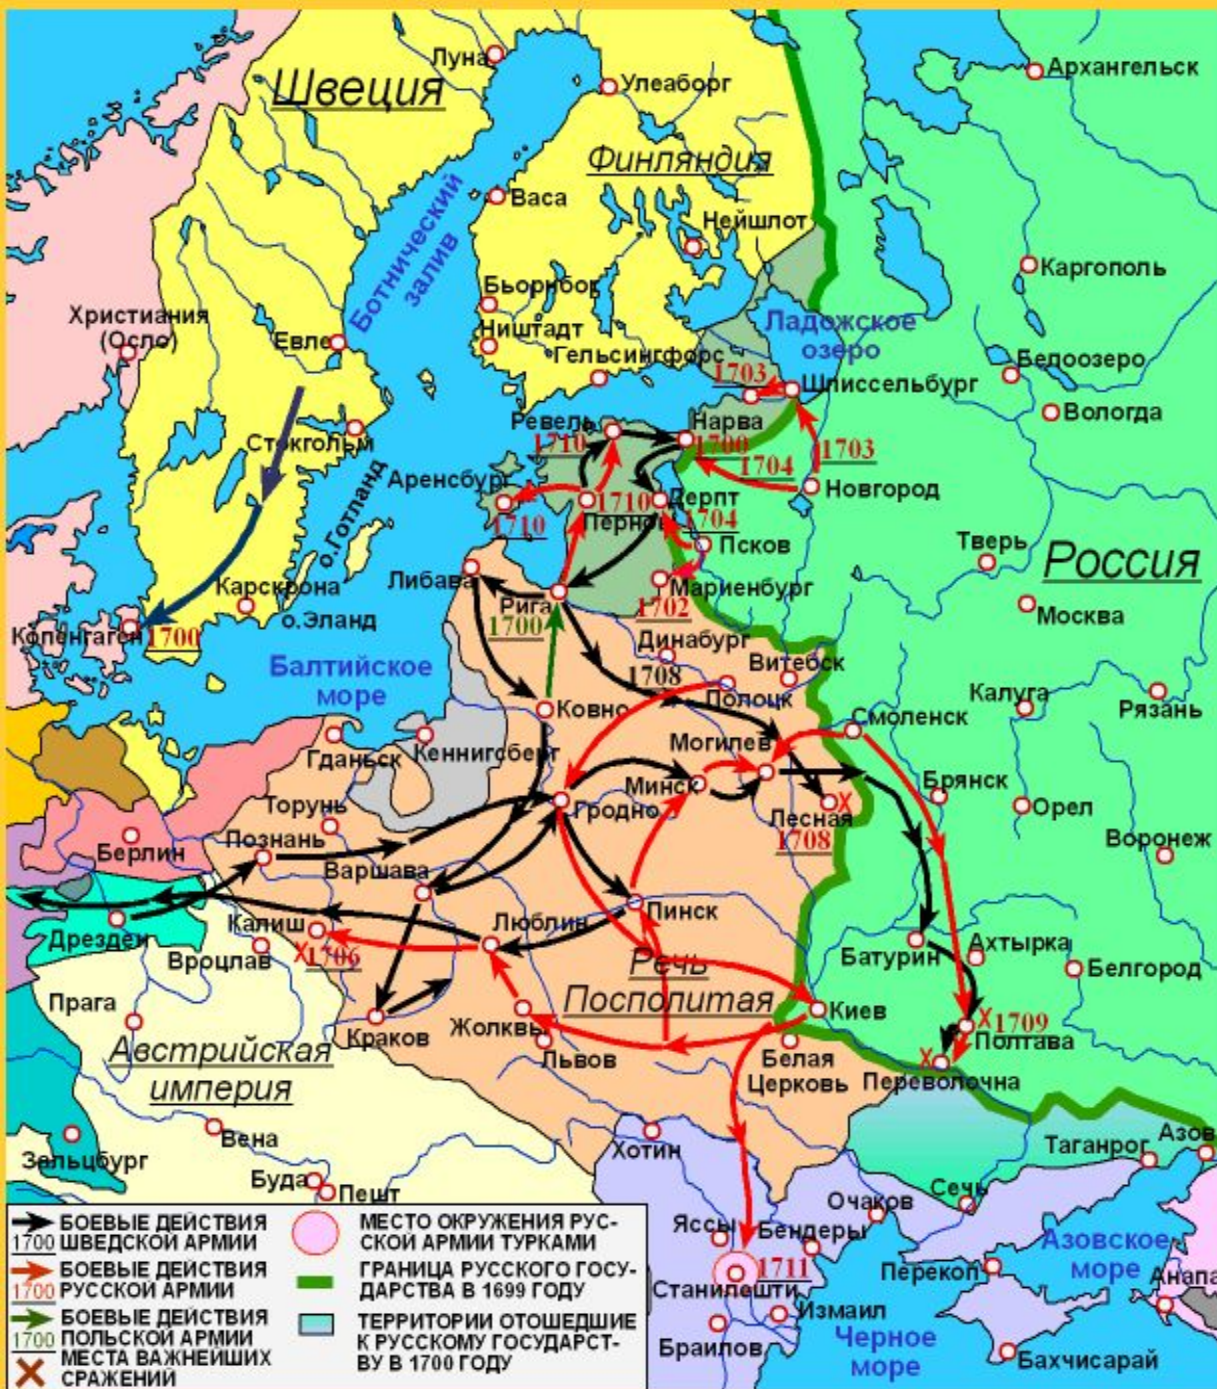 Луна
Швеция
Улеаборг
Архангельск
Финляндия
Васа
Ботнический
залив
Нейшлот
Каргополь
Бьорнборг
Христиания
(Осло)
Евле
Ништадт
Ладожское
озеро
Гельсингфорс
Белоозеро
1703
Шлиссельбург
Вологда
Ревель
Нарва
Стокгольм
1710
1700
1703
1704
Аренсбург
Новгород
1710
Дерпт
1710
Пернов
1704
о.Готланд
Псков
Тверь
Россия
Либава
Карскрона
Мариенбург
Рига
1702
Москва
о.Эланд
1700
Копенгаген
1700
Динабург
Витебск
Балтийское
море
1708
Полоцк
Калуга
Рязань
Ковно
Смоленск
Кеннигсберг
Гданьск
Могилев
Брянск
Минск
Торунь
Гродно
Лесная
Орел
1708
Познань
Берлин
Воронеж
Варшава
Калиш
Люблин
Пинск
Дрезден
Вроцлав
1706
Батурин
Ахтырка
Белгород
Речь
Посполитая
Прага
Киев
Краков
Жолквы
1709
Полтава
Австрийская
империя
Львов
Белая
Церковь
Переволочна
Вена
Хотин
Таганрог
Азов
Зальцбург
Буда
Пешт
Очаков
Сечь
Яссы
Бендеры
Азовское
море
1711
Перекоп
Анапа
Станилешти
Измаил
Браилов
Черное
море
Бахчисарай
БОЕВЫЕ ДЕЙСТВИЯ
1700 ШВЕДСКОЙ АРМИИ
БОЕВЫЕ ДЕЙСТВИЯ
1700 РУССКОЙ АРМИИ
БОЕВЫЕ ДЕЙСТВИЯ
1700 ПОЛЬСКОЙ АРМИИ
МЕСТА ВАЖНЕЙШИХ
СРАЖЕНИЙ
МЕСТО ОКРУЖЕНИЯ РУС-
СКОЙ АРМИИ ТУРКАМИ
ГРАНИЦА РУССКОГО ГОСУ-
ДАРСТВА В 1699 ГОДУ
ТЕРРИТОРИИ ОТОШЕДШИЕ
К РУССКОМУ ГОСУДАРСТ-
ВУ В 1700 ГОДУ